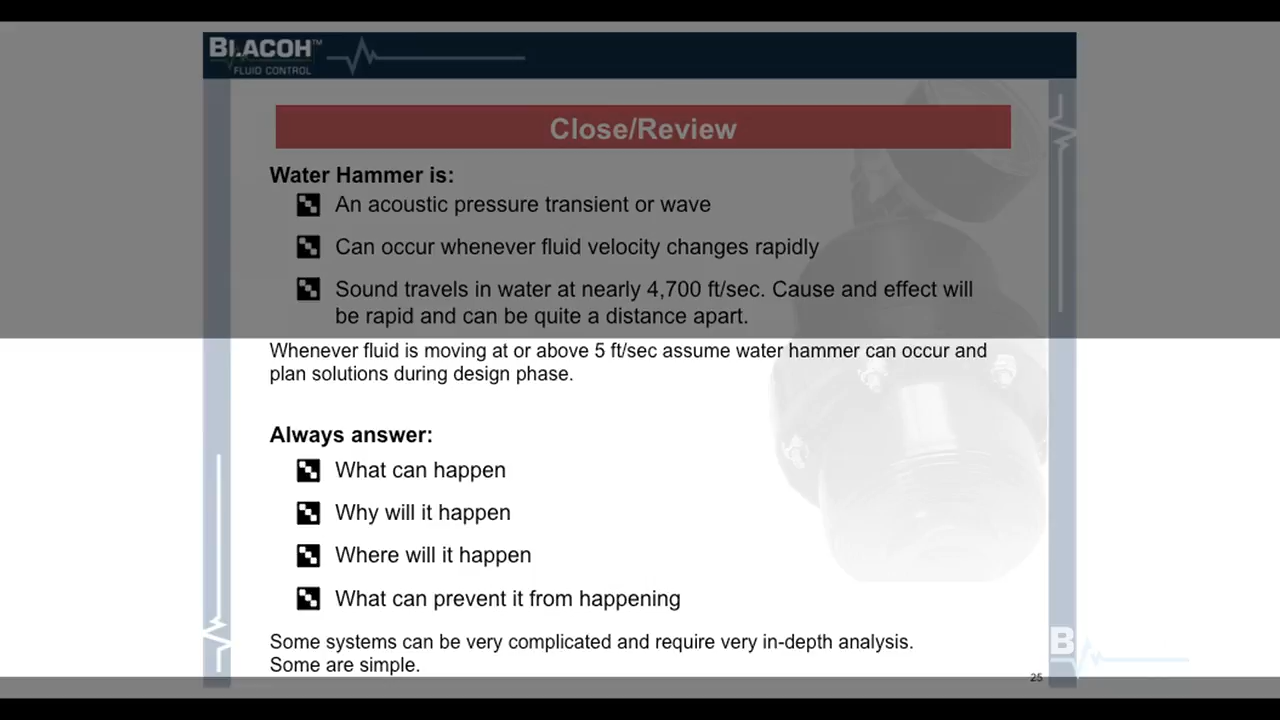 BLACOH™
FLUID CONTROL
Close/Review
Water Hammer is:
An acoustic pressure transient or wave
Can occur whenever fluid velocity changes rapidly
Sound travels in water at nearly 4,700 ft/sec. Cause and effect will
be rapid and can be quite a distance apart.
Whenever fluid is moving at or above 5 ft/sec assume water hammer can occur and
plan solutions during design phase.
Always answer:
What can happen
Why will it happen
Where will it happen
What can prevent it from happening
Some systems can be very complicated and require very in-depth analysis.
Some are simple.
B
25